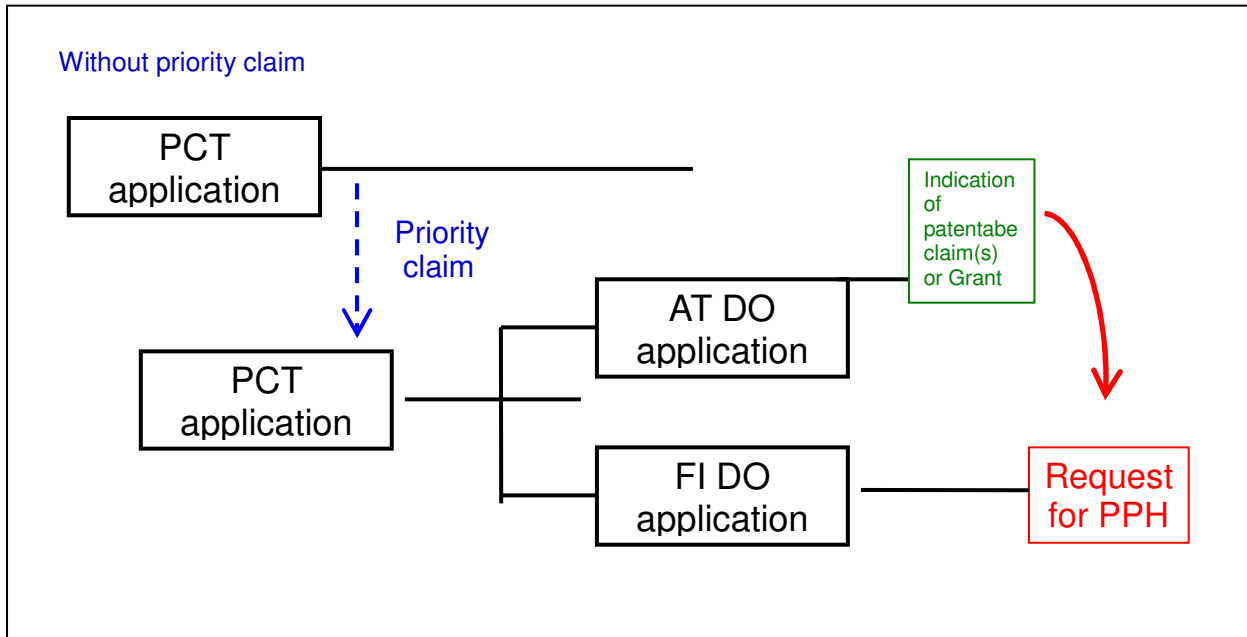 Without priority claim
PCT
application
Priority
claim
PCT
application
AT DO
application
FI DO
application
Indication
of
patentabe
claim(s)
or Grant
Request
for PPH